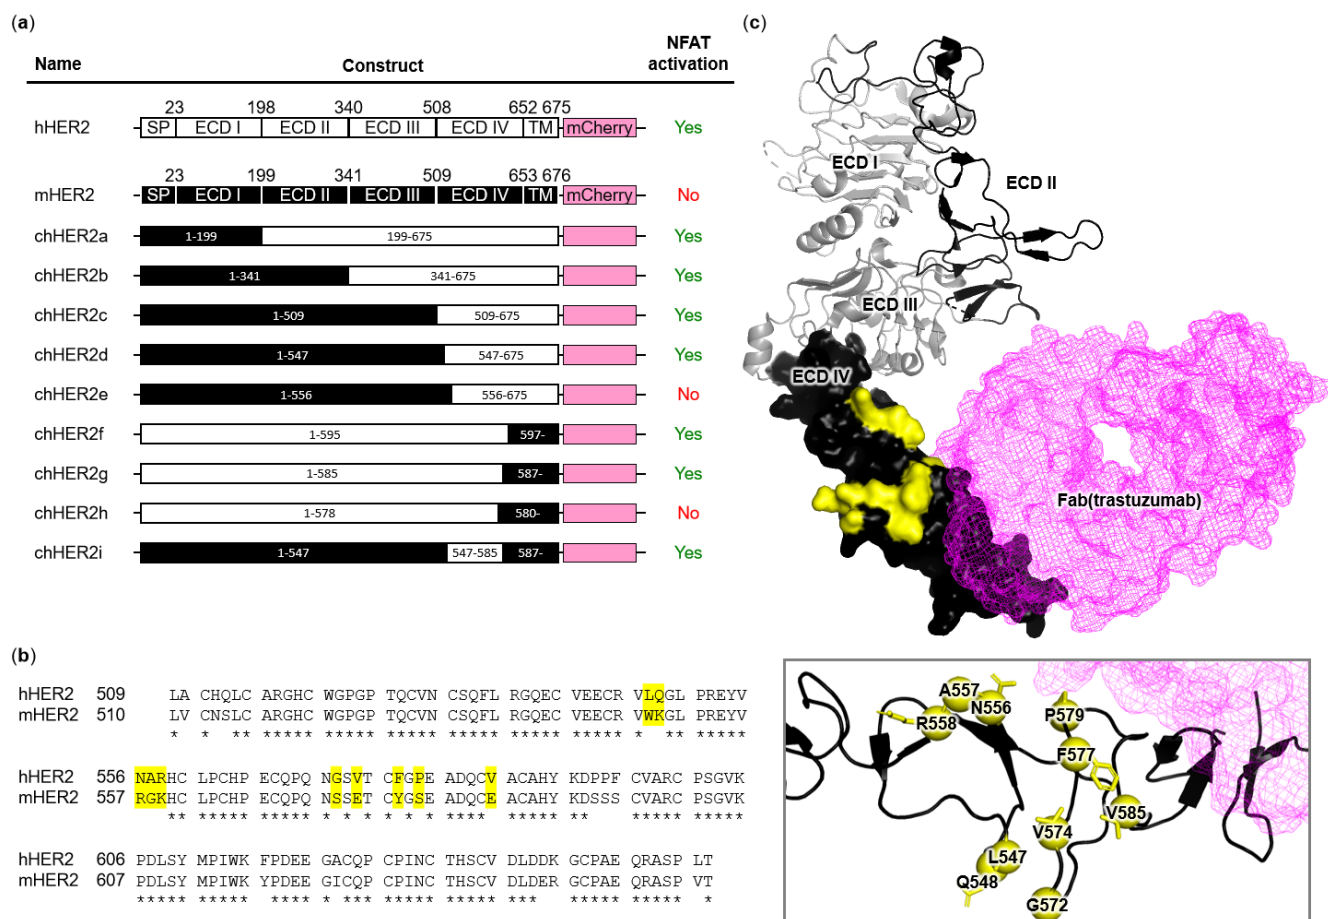 (a)
Name Construct NFAT activation
23 198 340 508 652 675
hHER2 SP ECD I ECD II ECD III ECD IV TM mCherry Yes
23 199 341 509 653 676
mHER2 SP ECD I ECD II ECD III ECD IV TM mCherry No
chHER2a 1-199 199-675 Yes
chHER2b 1-341 341-675 Yes
chHER2c 1-509 509-675 Yes
chHER2d 1-547 547-675 Yes
chHER2e 1-556 556-675 No
chHER2f 1-595 597- Yes
chHER2g 1-585 587- Yes
chHER2h 1-578 580- No
chHER2i 1-547 547-585 587- Yes
(b)
hHER2 509 LA CHQLC ARGHC WGPGP TQCVN CSQFL RGQEC VEECR VLQGL PREYV
mHER2 510 LV CNSLC ARGHC WGPGP TQCVN CSQFL RGQEC VEECR VWKGL PREYV
* * ** ***** ***** ***** ***** ***** ***** * ** *****
hHER2 556 NARHC LPCHP ECQPQ NGSVT CFGPE ADQCV ACAHY KDPPF CVARC PSGVK
mHER2 557 RGKHC LPCHP ECQPQ NSSET CYGSE ADQCE ACAHY KDSSS CVARC PSGVK
** ***** ***** * * * * * * **** ***** ** ***** *****
hHER2 606 PDLSY MPIWK FPDEE GACQP CPINC THSCV DLDDK GCPAE QRASP LT
mHER2 607 PDLSY MPIWK YPDEE GICQP CPINC THSCV DLDER GCPAE QRASP VT
***** ***** **** * *** ***** ***** *** ***** ***** *
(c)
ECD I
ECD II
ECD III
ECD IV
Fab(trastuzumab)
A557
N556
R558
P579
F577
V585
V574
L547
Q548
G572